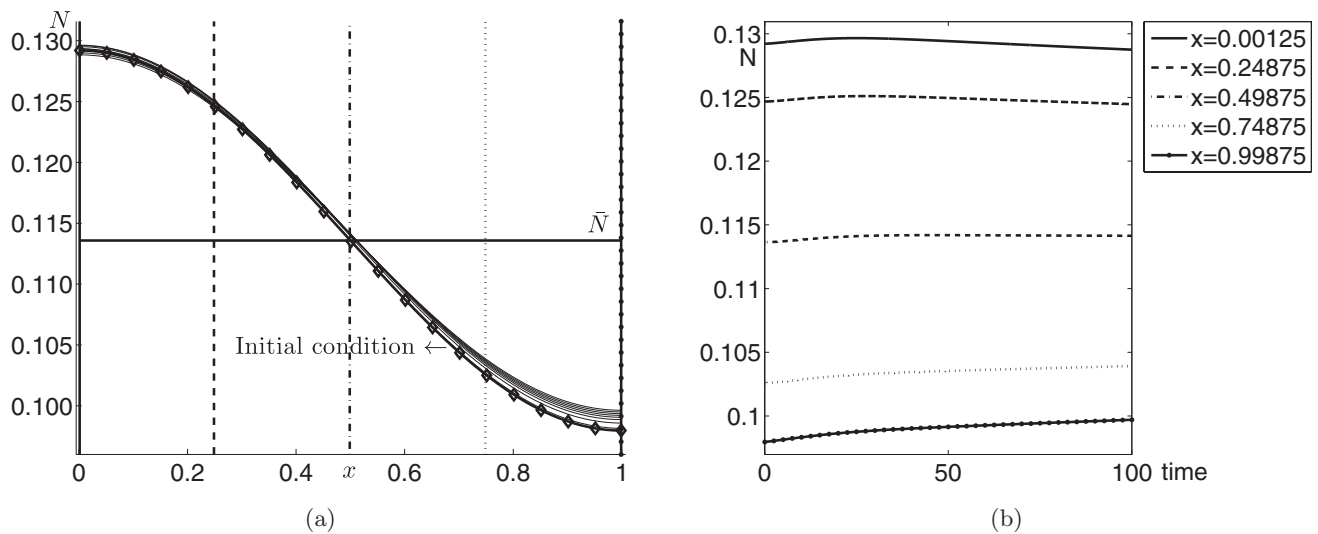 N
0.130
0.125
0.120
0.115
0.110
0.105
0.100
N̄
Initial condition ←
0
0.2
0.4
x
0.6
0.8
1
(a)
0.13
N
0.125
0.12
0.115
0.11
0.105
0.1
0
50
100
time
x=0.00125
x=0.24875
x=0.49875
x=0.74875
x=0.99875
(b)